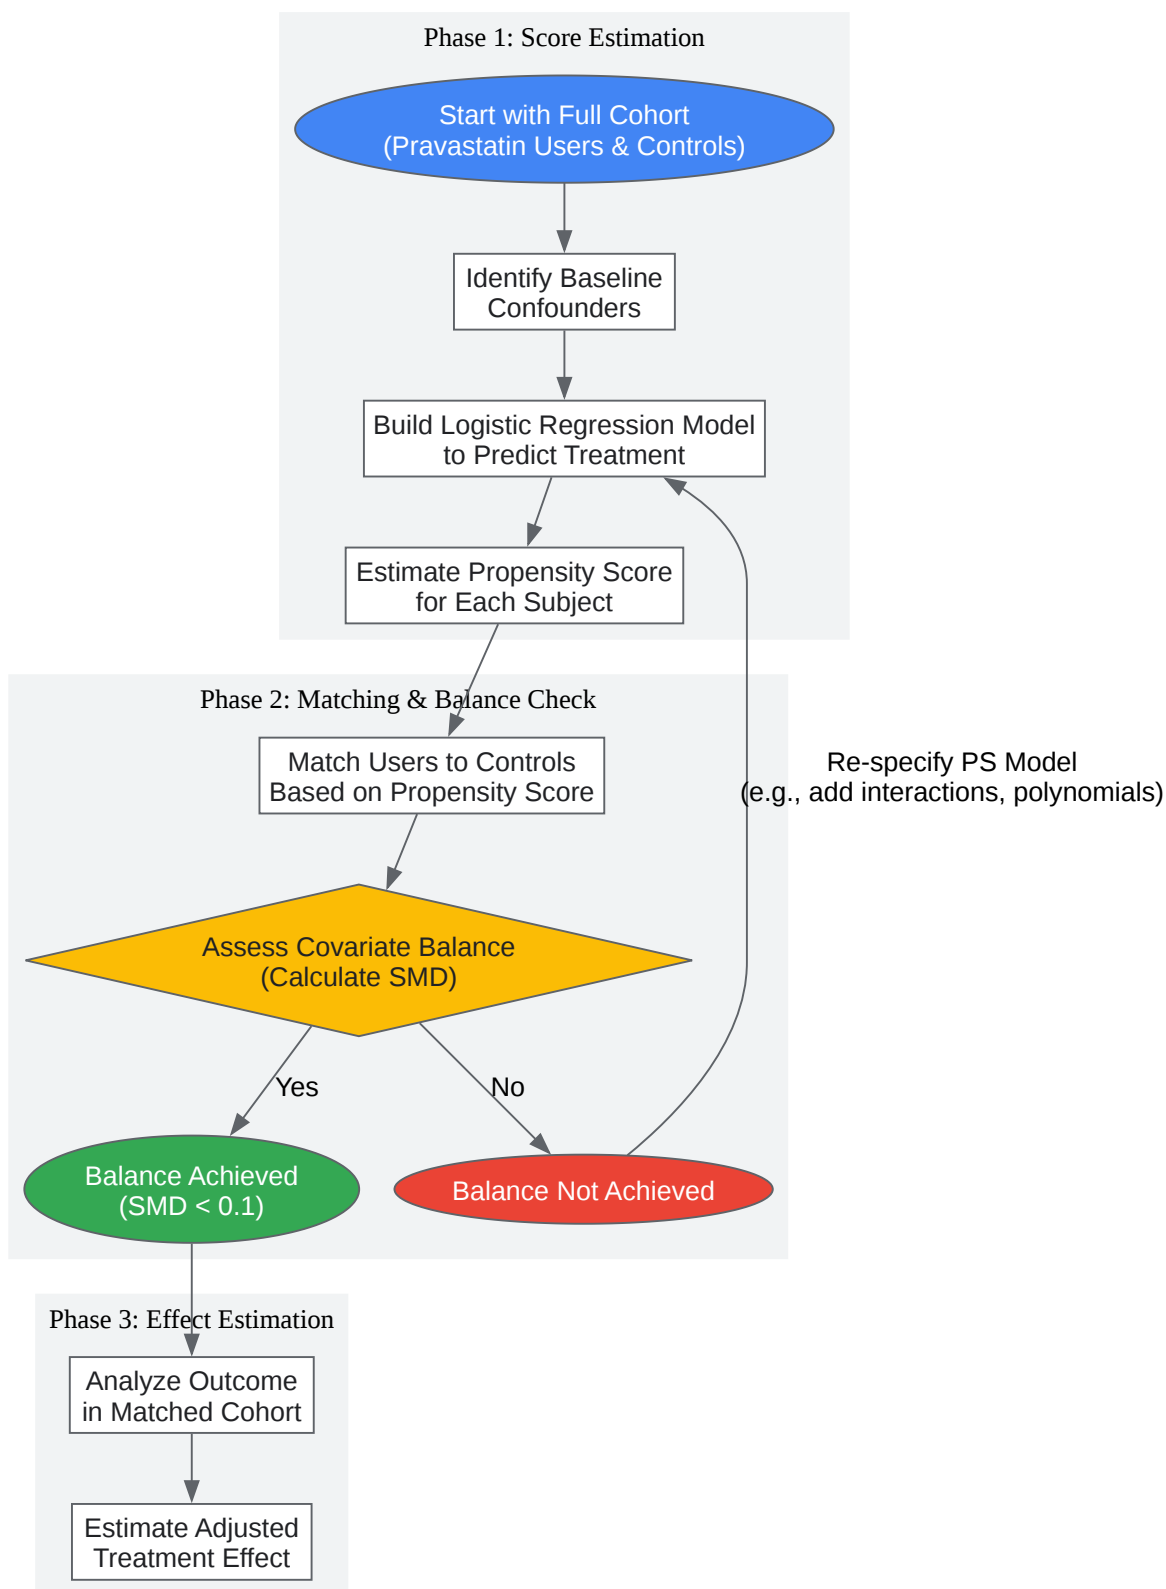 Phase 1: Score Estimation
Start with Full Cohort
(Pravastatin Users & Controls)
Identify Baseline
Confounders
Build Logistic Regression Model
to Predict Treatment
Estimate Propensity Score
for Each Subject
Phase 2: Matching & Balance Check
Match Users to Controls
Based on Propensity Score
Re-specify PS Model
(e.g., add interactions, polynomials)
Assess Covariate Balance
(Calculate SMD)
Yes
No
Balance Achieved
(SMD < 0.1)
Balance Not Achieved
Phase 3: Effect Estimation
Analyze Outcome
in Matched Cohort
Estimate Adjusted
Treatment Effect